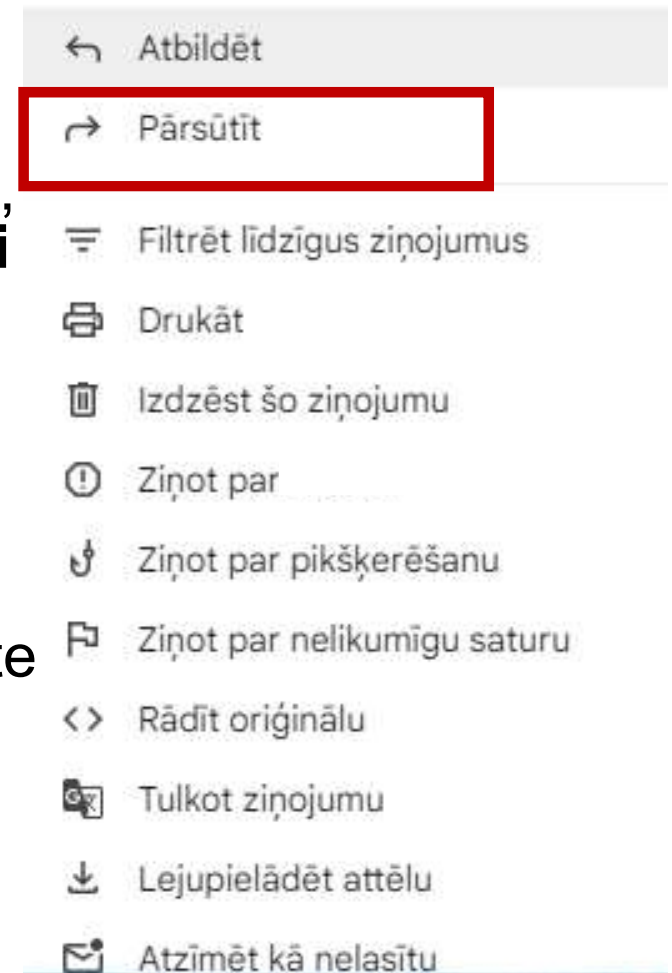 Atbildēt
Pārsūtīt
,
i
Filtrēt līdzīgus ziņojumus
Drukāt
Izdzēst šo ziņojumu
Ziņot par
Ziņot par pikšķerēšanu
te
Ziņot par nelikumīgu saturu
Rādīt oriģinālu
Tulkot ziņojumu
Lejupielādēt attēlu
Atzīmēt kā nelasītu